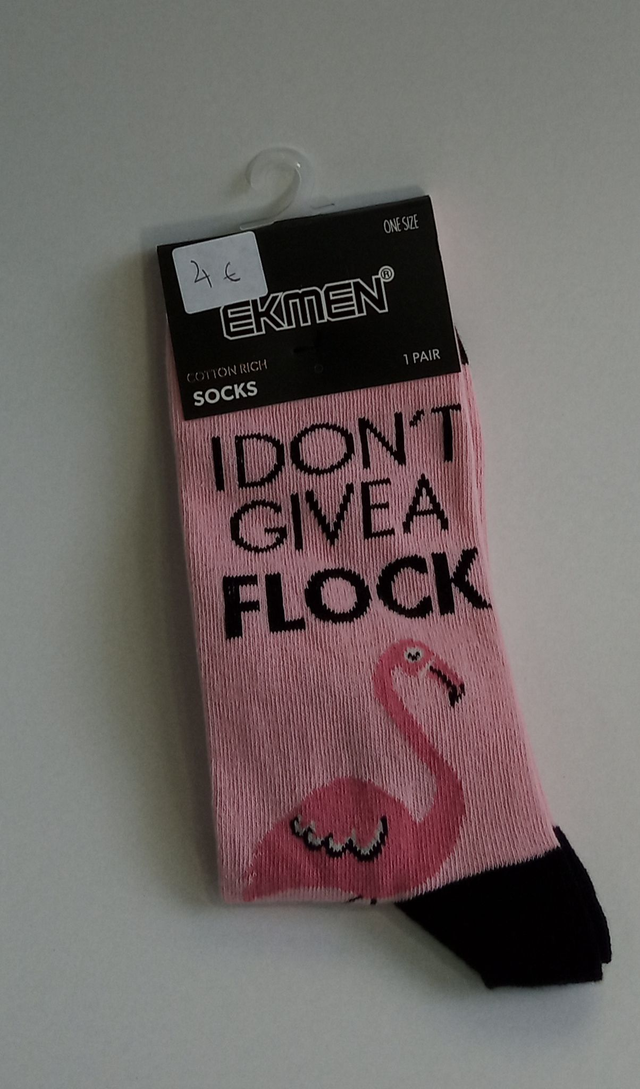 ONE SIZE
4 €
EKMEN®
COTTON RICH
1 PAIR
SOCKS
I DON'T
GIVE A
FLOCK